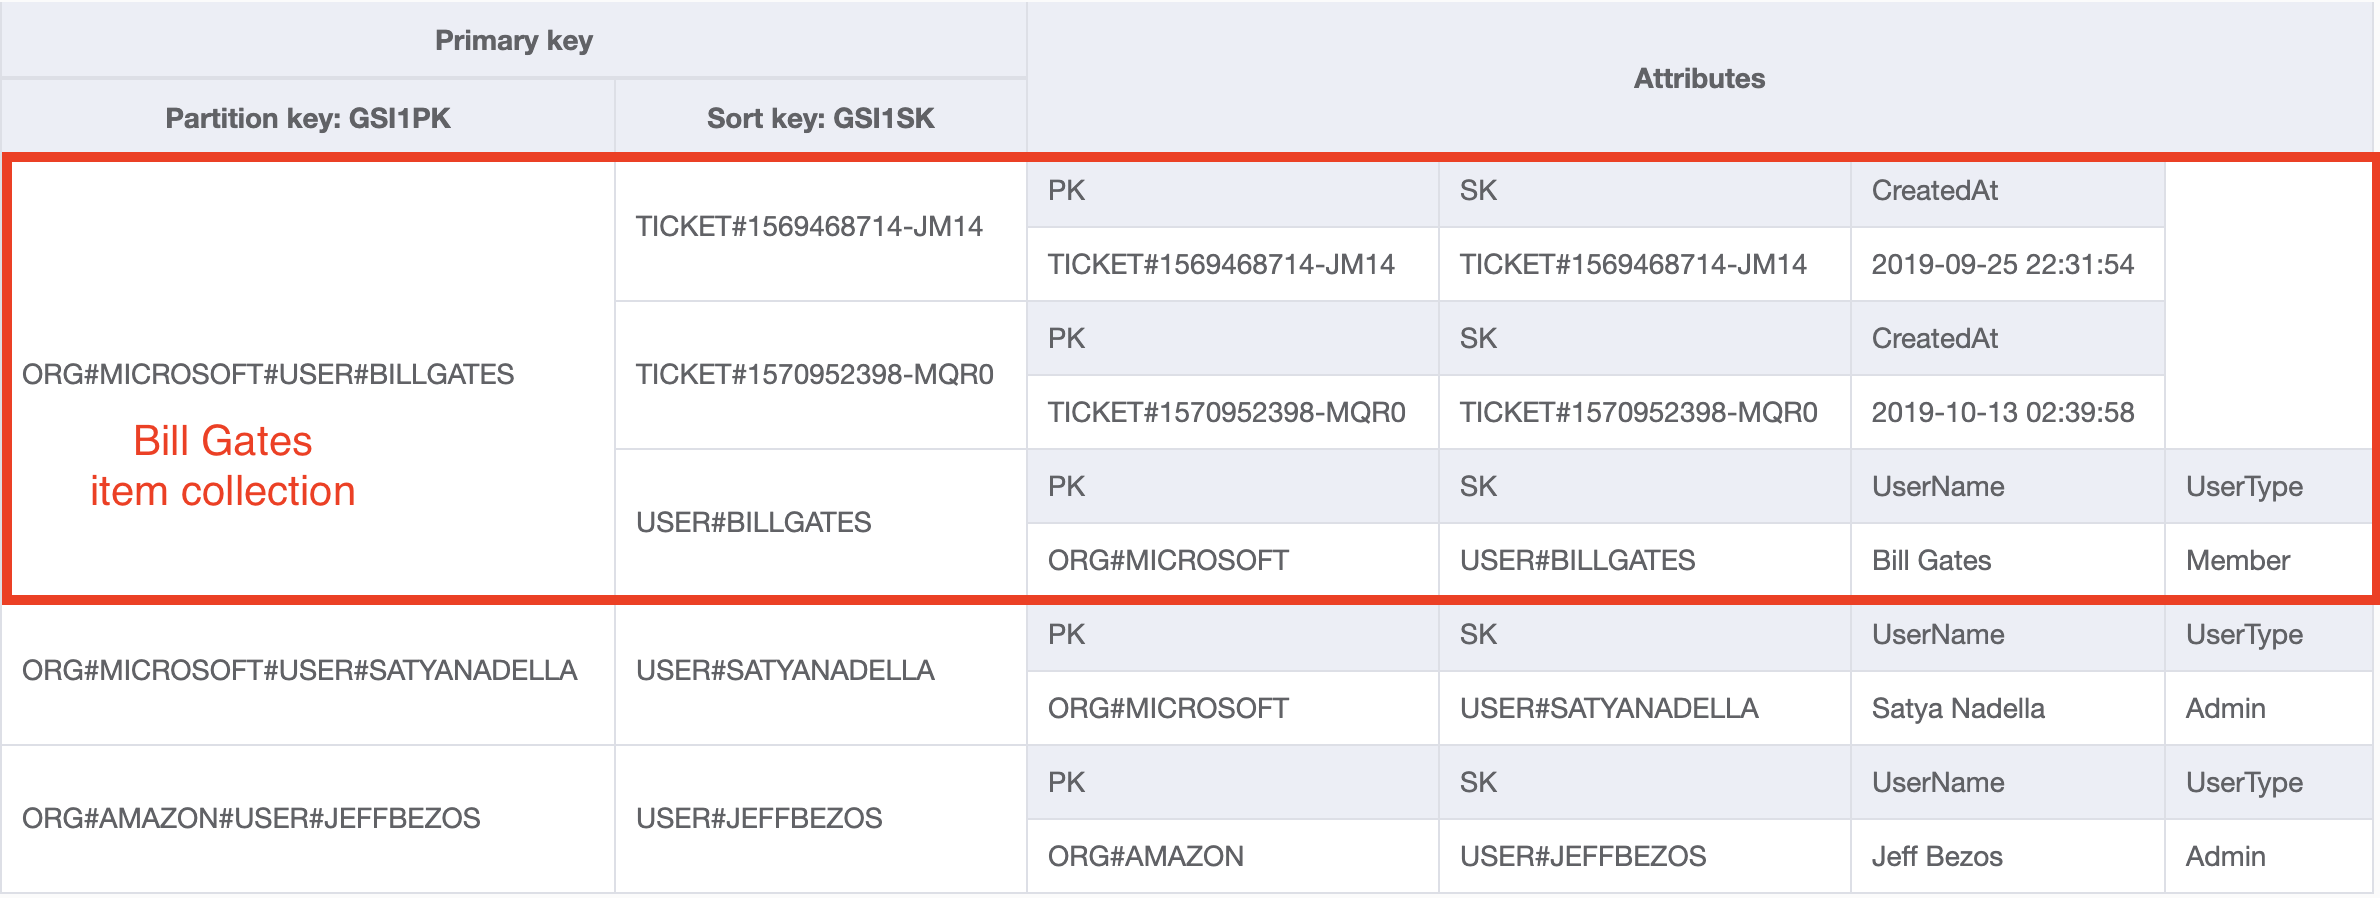 Primary key
Attributes
Partition key: GSI1PK
Sort key: GSI1SK
ORG#MICROSOFT#USER#BILLGATES
Bill Gates
item collection
TICKET#1569468714-JM14
PK SK CreatedAt
TICKET#1569468714-JM14 TICKET#1569468714-JM14 2019-09-25 22:31:54
TICKET#1570952398-MQR0
PK SK CreatedAt
TICKET#1570952398-MQR0 TICKET#1570952398-MQR0 2019-10-13 02:39:58
USER#BILLGATES
PK SK UserName UserType
ORG#MICROSOFT USER#BILLGATES Bill Gates Member
ORG#MICROSOFT#USER#SATYANADELLA
USER#SATYANADELLA
PK SK UserName UserType
ORG#MICROSOFT USER#SATYANADELLA Satya Nadella Admin
ORG#AMAZON#USER#JEFFBEZOS
USER#JEFFBEZOS
PK SK UserName UserType
ORG#AMAZON USER#JEFFBEZOS Jeff Bezos Admin